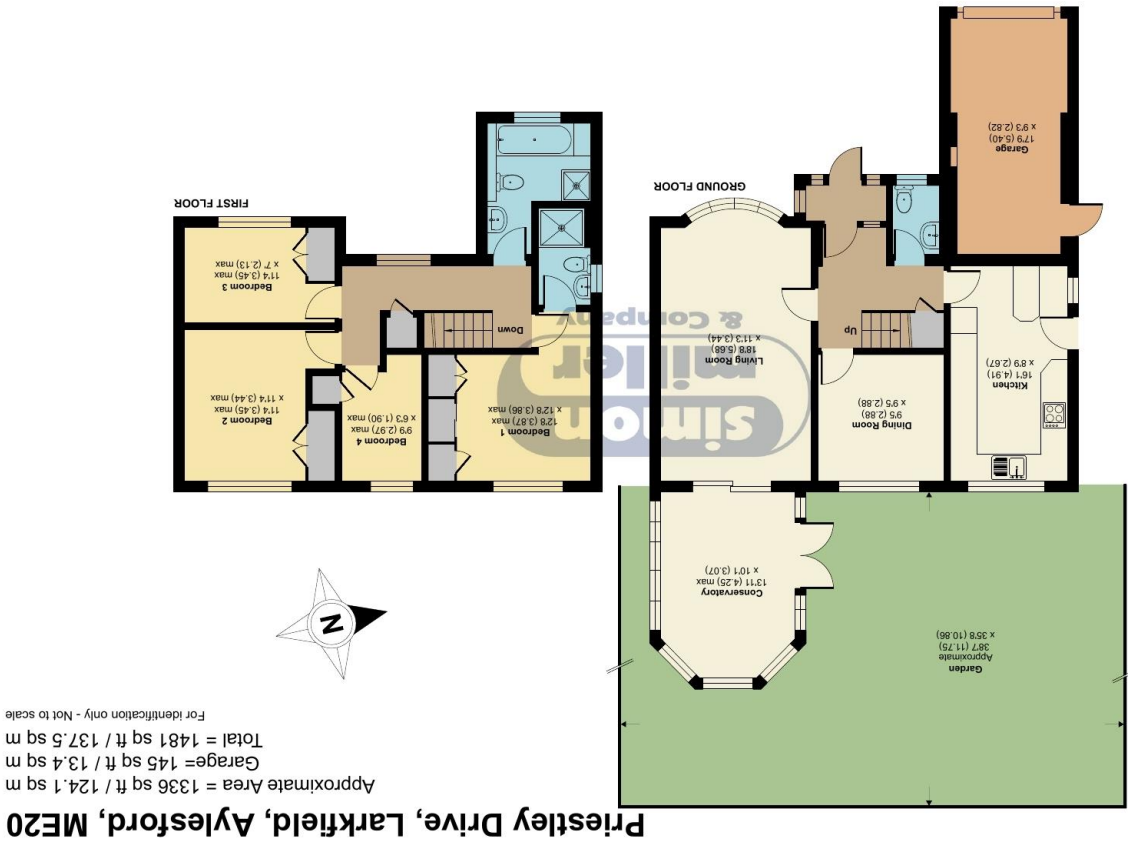 Priestley Drive, Larkfield, Aylesford, ME20
Approximate Area = 1336 sq ft / 124.1 sq m
Garage= 145 sq ft / 13.4 sq m
Total = 1481 sq ft / 137.5 sq m
For identification only - Not to scale
N
Garden
Approximate
38'7 (11.75)
x 35'8 (10.86)
Conservatory
13'11 (4.25) max
x 10'1 (3.07)
Kitchen
16'1 (4.91)
x 8'9 (2.67)
Dining Room
9'5 (2.88)
x 9'5 (2.88)
Living Room
18'8 (5.68)
x 11'3 (3.44)
Up
Garage
17'9 (5.40)
x 9'3 (2.82)
GROUND FLOOR
Bedroom 1
12'8 (3.87) max
x 12'8 (3.86) max
Bedroom 4
9'9 (2.97) max
x 6'3 (1.90) max
Bedroom 2
11'4 (3.45) max
x 11'4 (3.44) max
Down
Bedroom 3
11'4 (3.45) max
x 7' (2.13) max
FIRST FLOOR
simon
miller
& Company